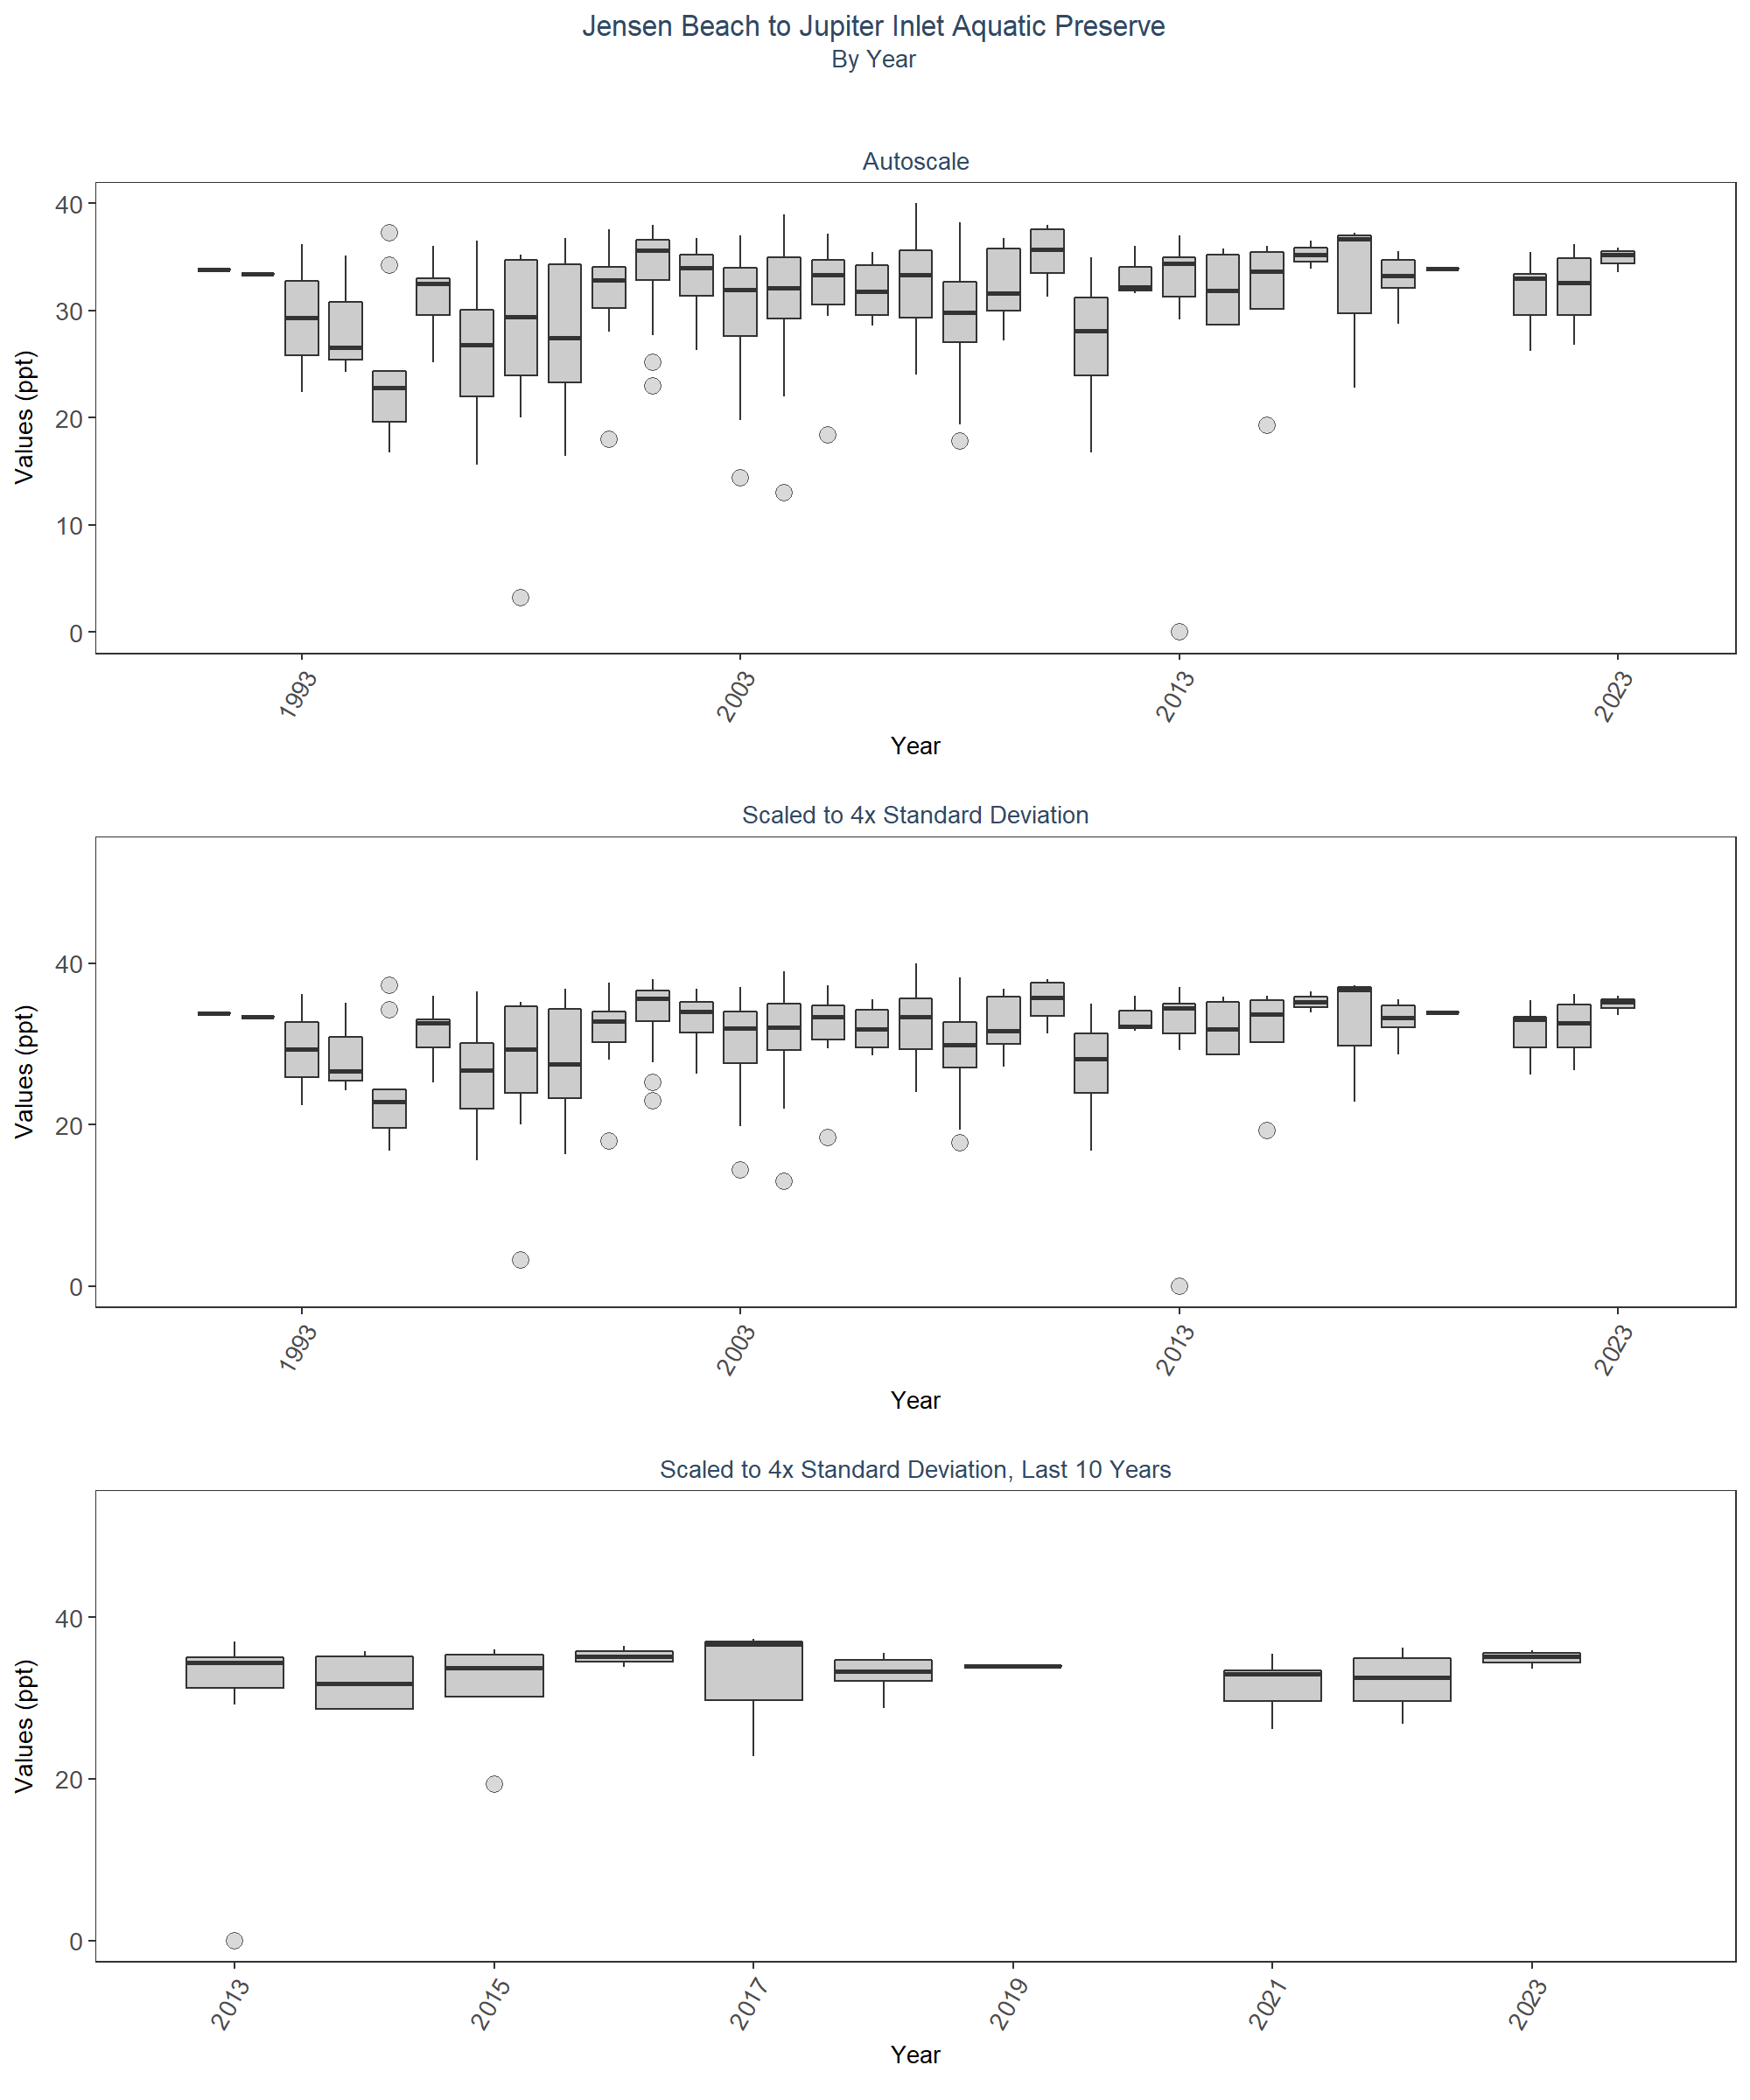 Jensen Beach to Jupiter Inlet Aquatic Preserve
By Year
Autoscale
Values (ppt)
40
30
20
10
0
1993
2003
2013
2023
Year
Scaled to 4x Standard Deviation
Values (ppt)
40
20
0
1993
2003
2013
2023
Year
Scaled to 4x Standard Deviation, Last 10 Years
Values (ppt)
40
20
0
2013
2015
2017
2019
2021
2023
Year